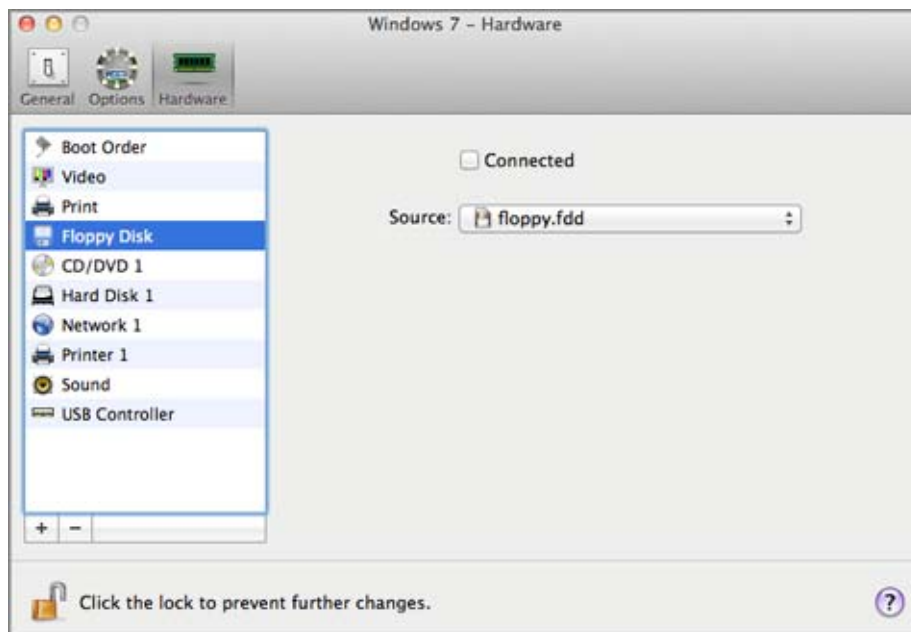 Windows 7 – Hardware
General Options Hardware
Boot Order
Video
Print
Floppy Disk
CD/DVD 1
Hard Disk 1
Network 1
Printer 1
Sound
USB Controller
Connected
Source: floppy.fdd
+ −
Click the lock to prevent further changes.
?